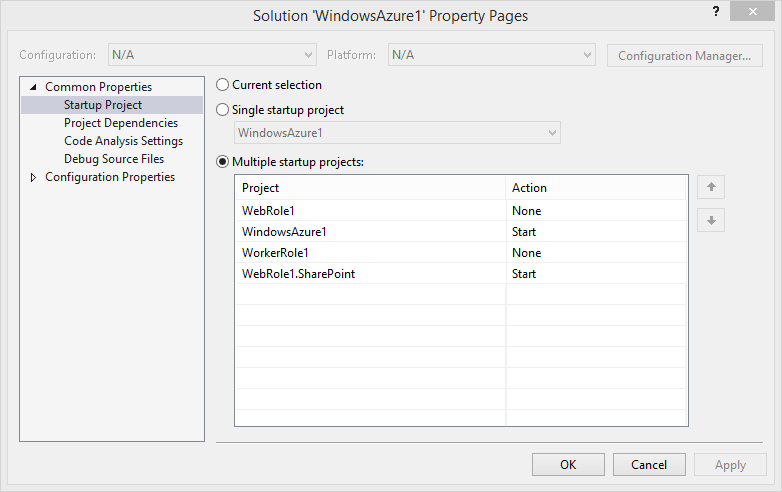 Solution 'WindowsAzure1' Property Pages
?
Configuration: N/A Platform: N/A Configuration Manager...
Common Properties
Startup Project
Project Dependencies
Code Analysis Settings
Debug Source Files
Configuration Properties
Current selection
Single startup project
WindowsAzure1
Multiple startup projects:
Project Action
WebRole1 None
WindowsAzure1 Start
WorkerRole1 None
WebRole1.SharePoint Start
OK Cancel Apply